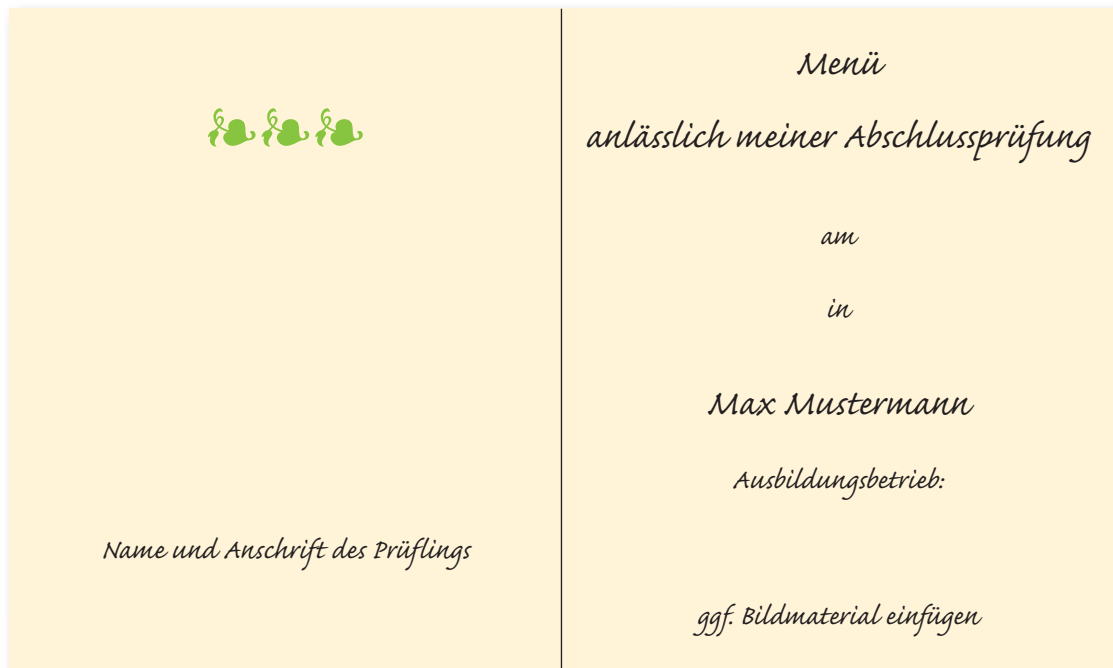 Name und Anschrift des Prüflings
Menü
anlässlich meiner Abschlussprüfung
am
in
Max Mustermann
Ausbildungsbetrieb:
ggf. Bildmaterial einfügen